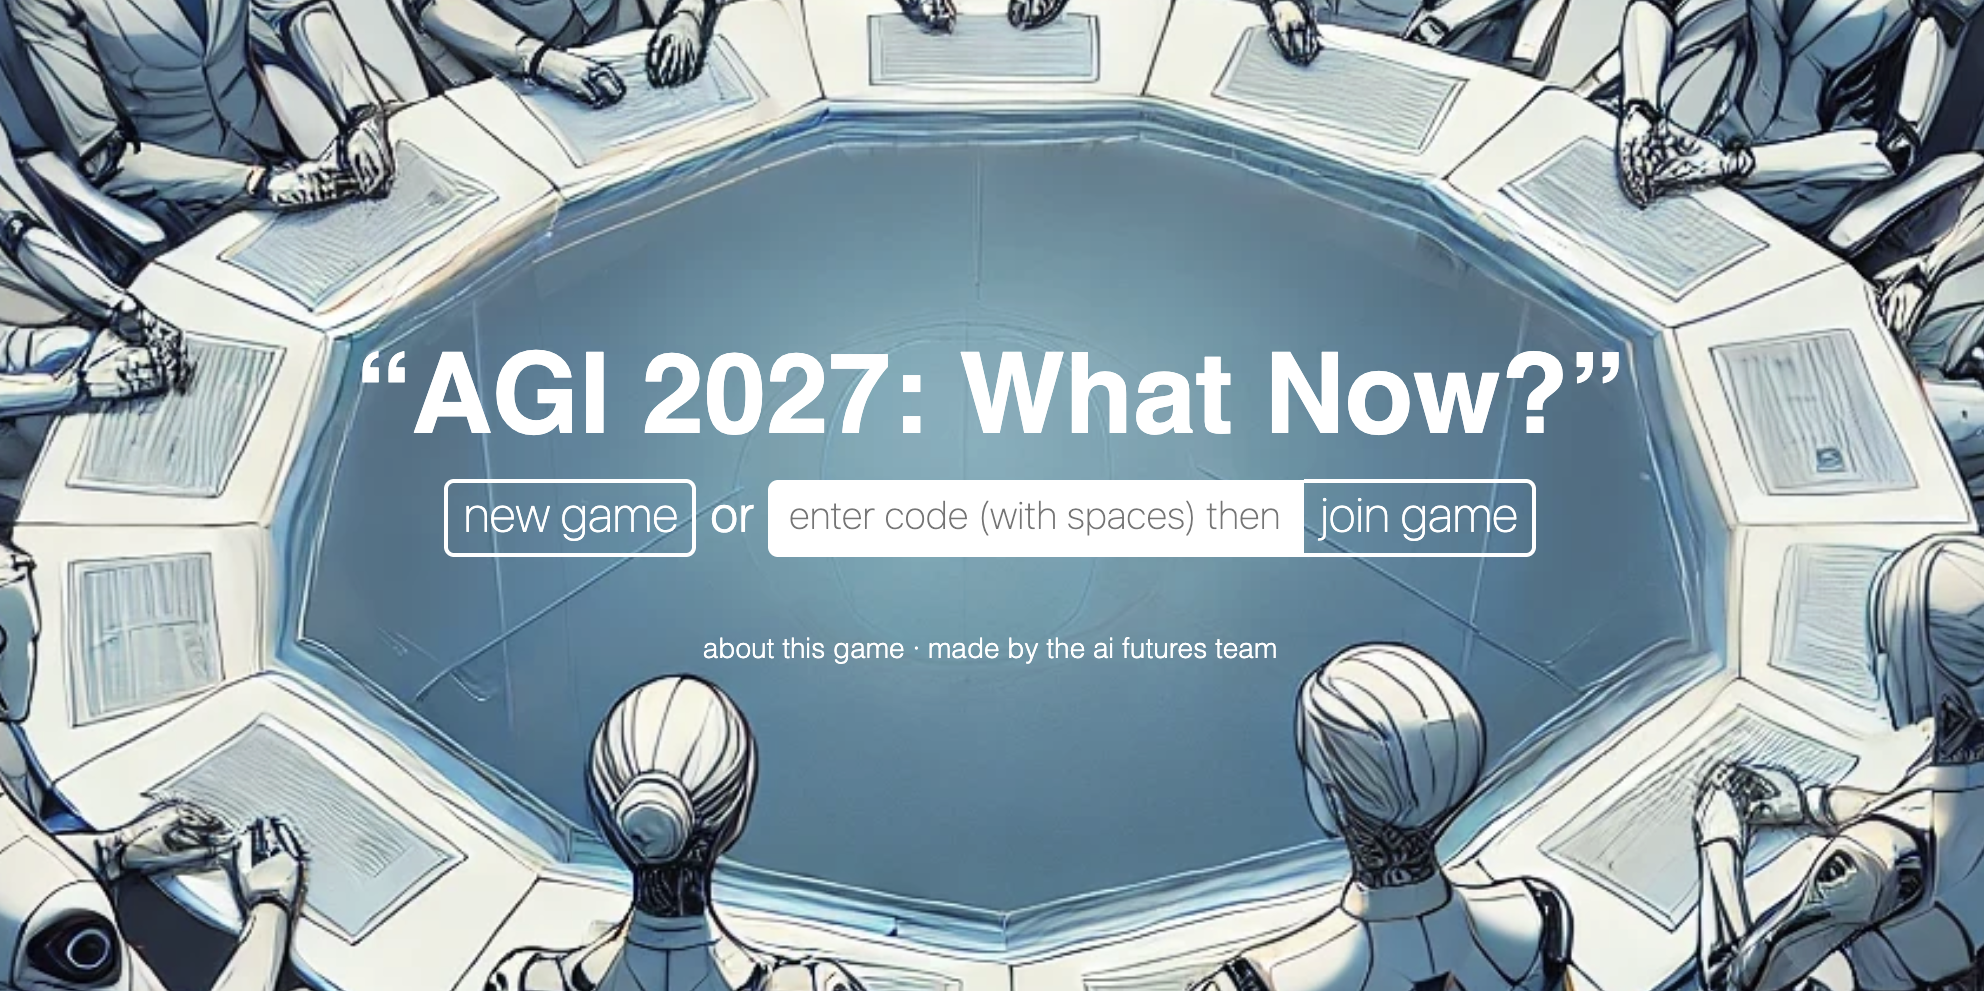 “AGI 2027: What Now?”
new game or enter code (with spaces) then join game
about this game · made by the ai futures team